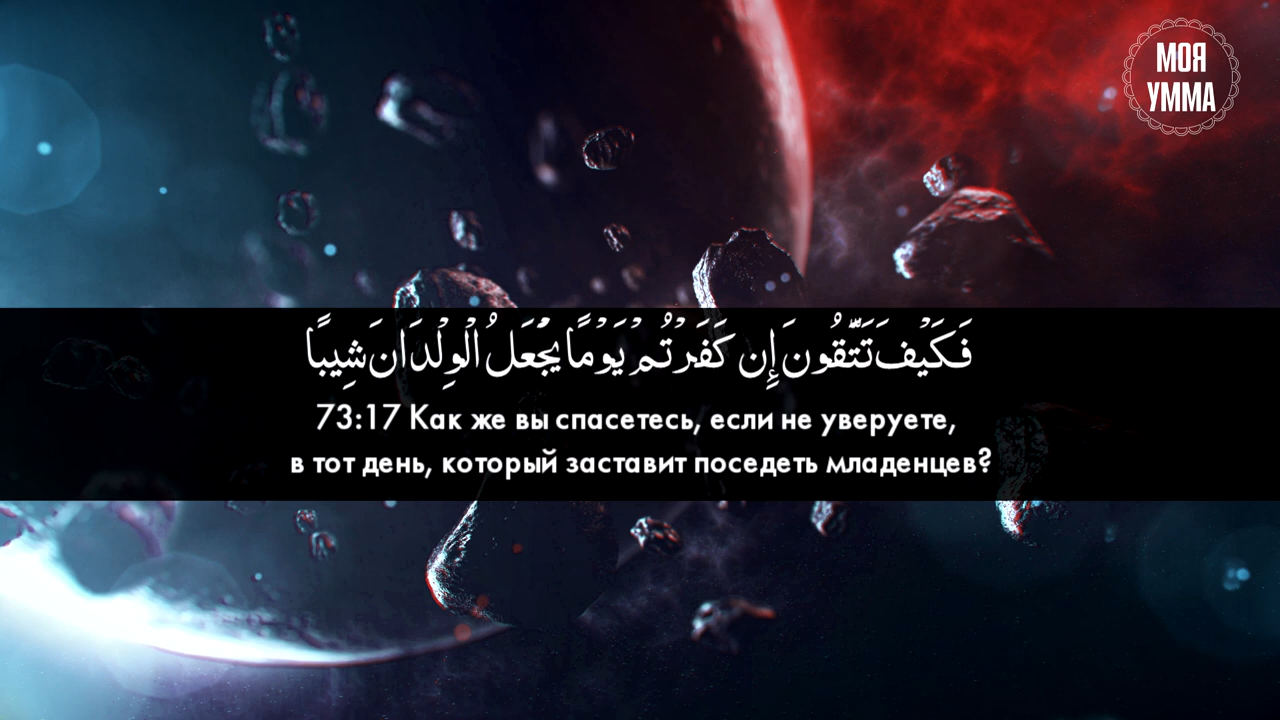 МОЯ
УММА
فَكَيْفَ تَتَّقُونَ إِن كَفَرْتُمْ يَوْمًا يَجْعَلُ الْوِلْدَانَ شِيبًا
73:17 Как же вы спасетесь, если не уверуете,
в тот день, который заставит поседеть младенцев?